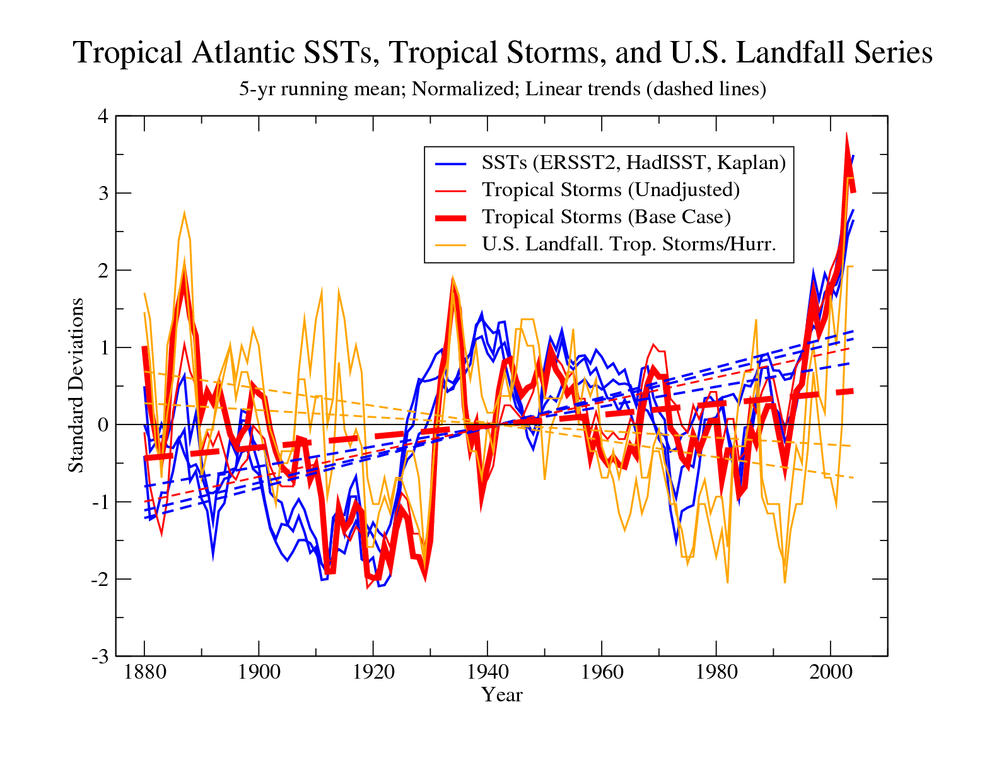 Tropical Atlantic SSTs, Tropical Storms, and U.S. Landfall Series
5-yr running mean; Normalized; Linear trends (dashed lines)
SSTs (ERSST2, HadISST, Kaplan)
Tropical Storms (Unadjusted)
Tropical Storms (Base Case)
U.S. Landfall. Trop. Storms/Hurr.
Standard Deviations
4
3
2
1
0
-1
-2
-3
1880 1900 1920 1940 1960 1980 2000
Year